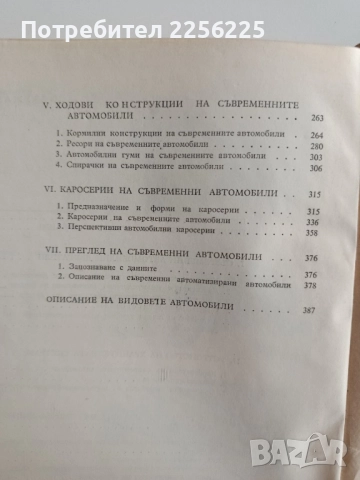 Потребител 2252505
V. ХОДОВИ КОНСТРУКЦИИ НА СЪВРЕМЕННИТЕ
АВТОМОБИЛИ . . . . . . . . . . . . 263
1. Кормилни конструкции на съвременните автомобили . 264
2. Ресори на съвременните автомобили . . . . . 280
3. Автомобилни гуми на съвременните автомобили . . 303
4. Спирачки на съвременните автомобили . . . . 306
VI. КАРОСЕРИИ НА СЪВРЕМЕННИ АВТОМОБИЛИ . 315
1. Предназначение и форми на каросерии . . . . 315
2. Каросерии на съвременните автомобили . . . . 336
3. Перспективни автомобилни каросерии . . . . . 358
VII. ПРЕГЛЕД НА СЪВРЕМЕННИ АВТОМОБИЛИ . . 376
1. Запознаване с данните . . . . . . . . 376
2. Описание на съвременни автоматизирани автомобили 378
ОПИСАНИЕ НА ВИДОВЕТЕ АВТОМОБИЛИ . . . . . 387
BAZAR